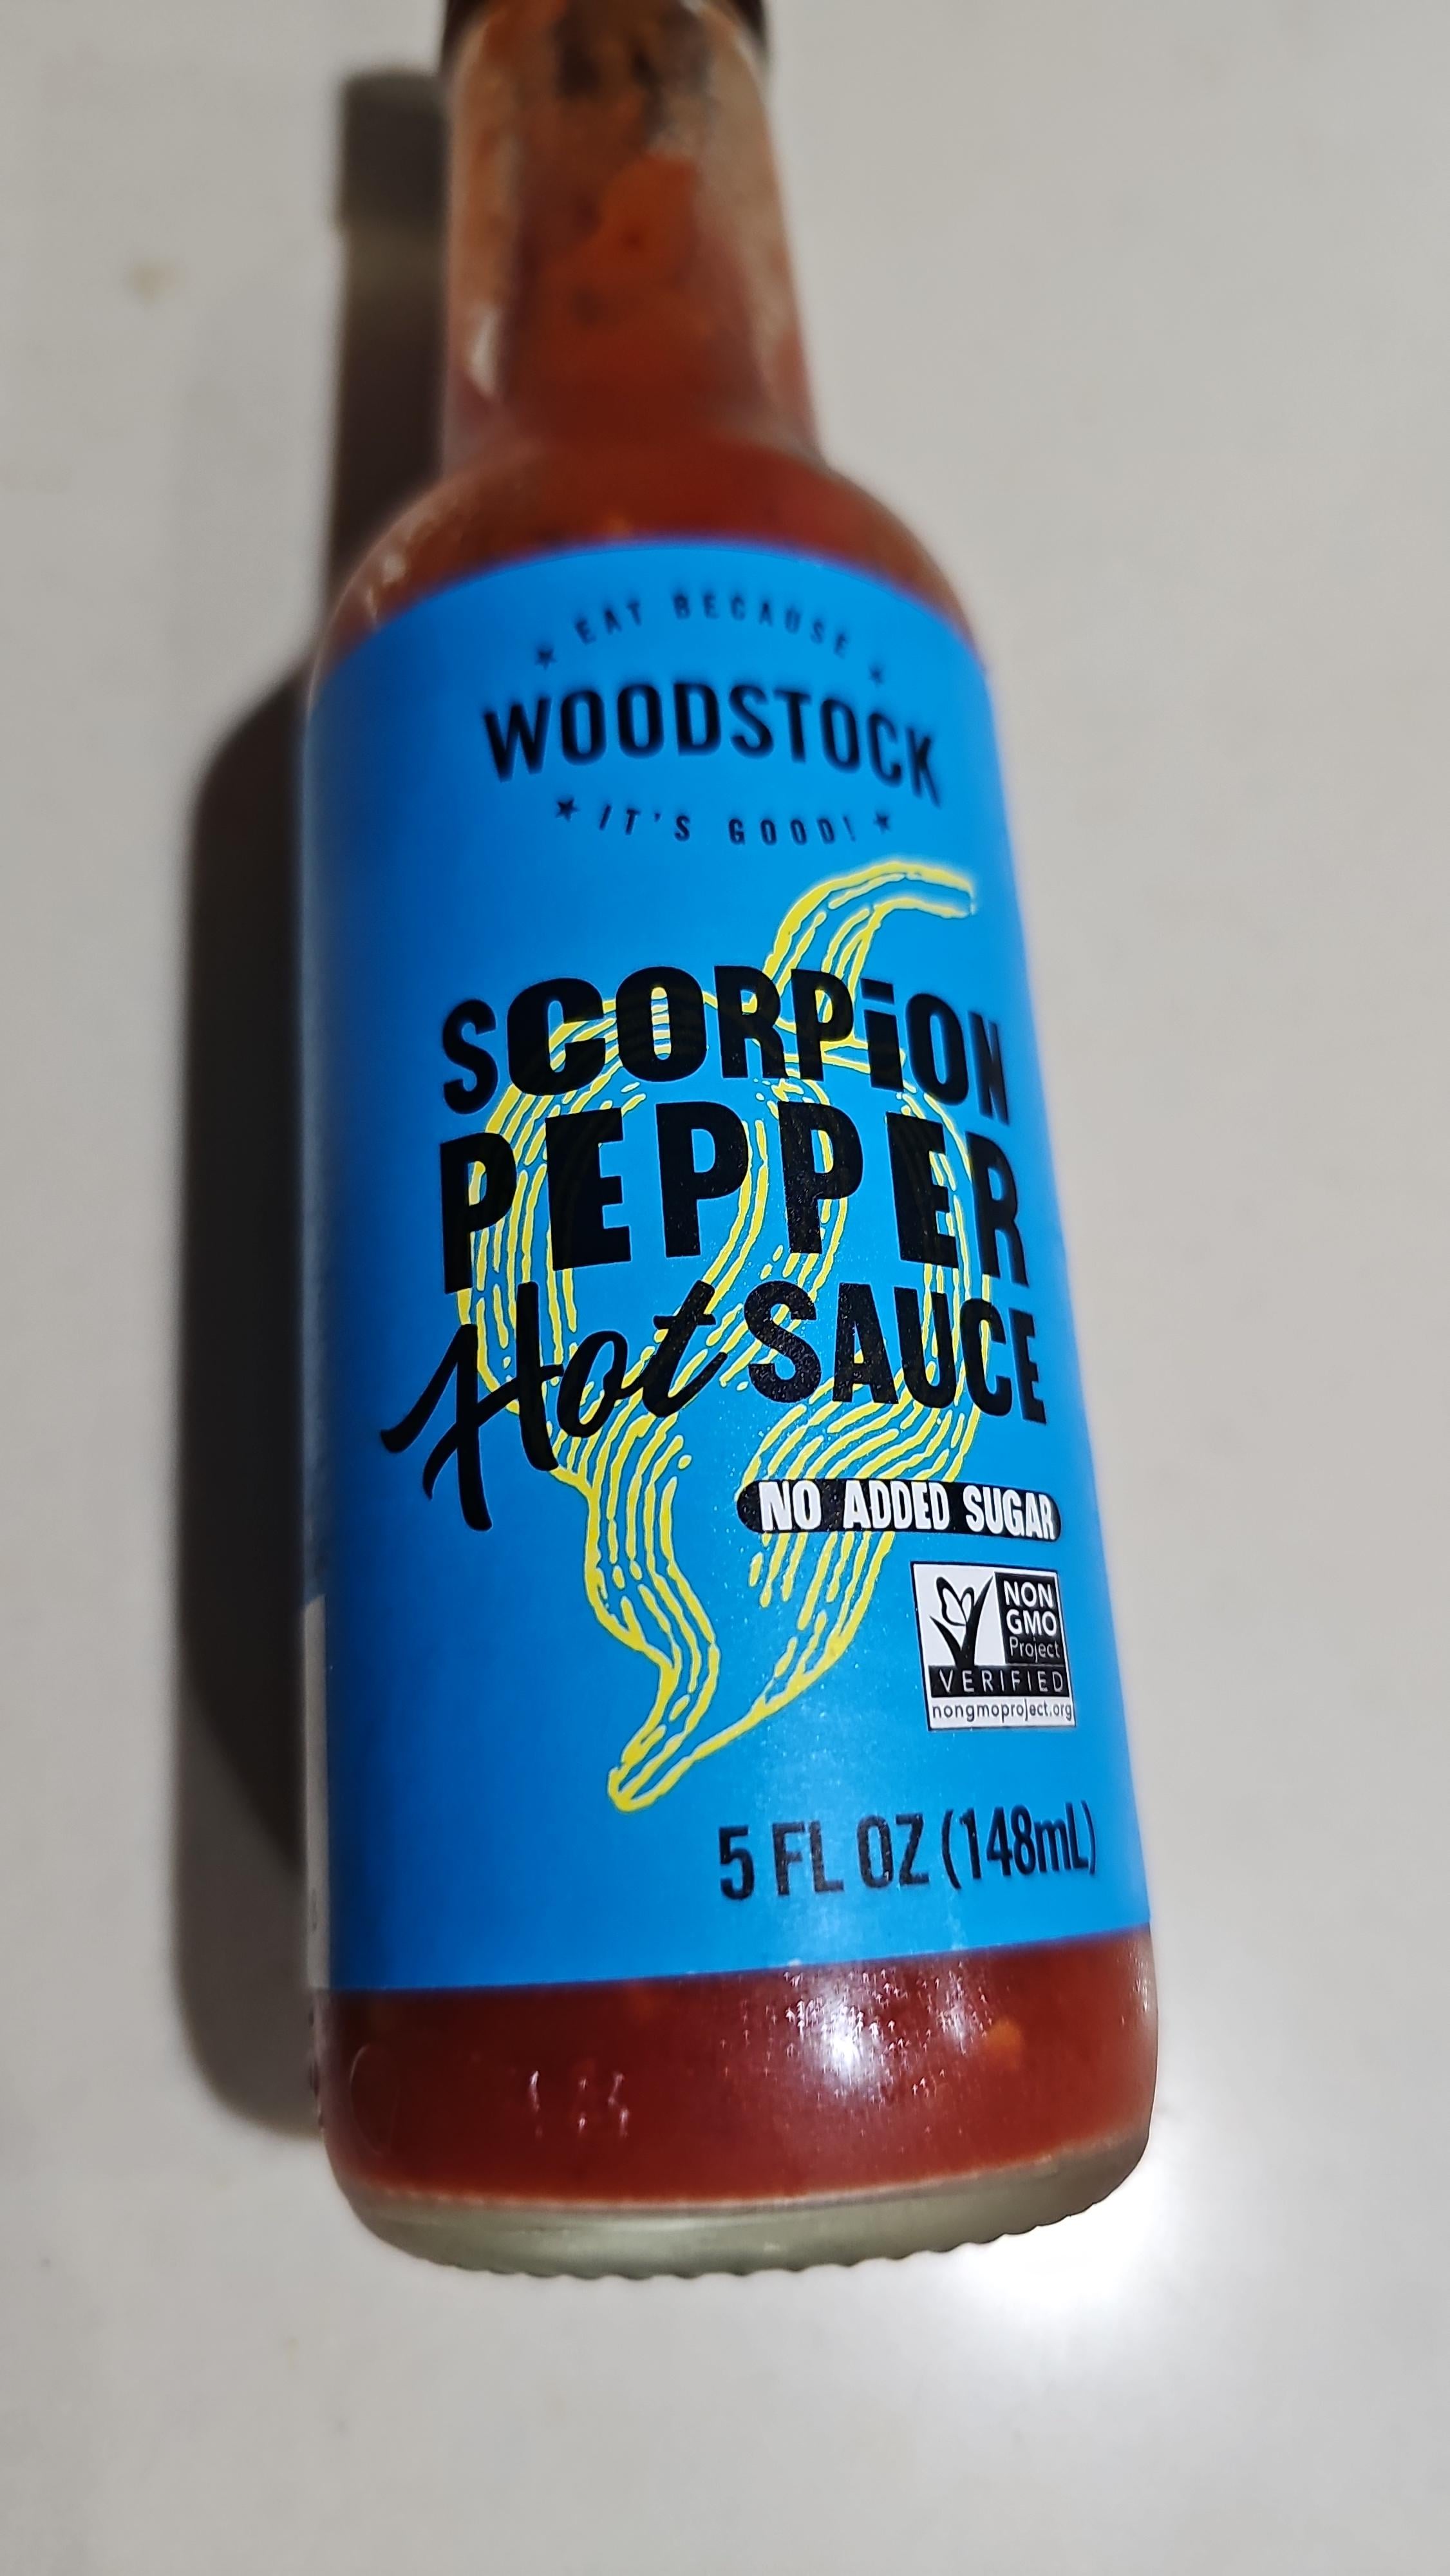 EAT BECAUSE
WOODSTOCK
IT'S GOOD!
SCORPiON
PEPPER
Hot SAUCE
NO ADDED SUGAR
NON
GMO
Project
VERIFIED
nongmoproject.org
5 FL OZ (148mL)